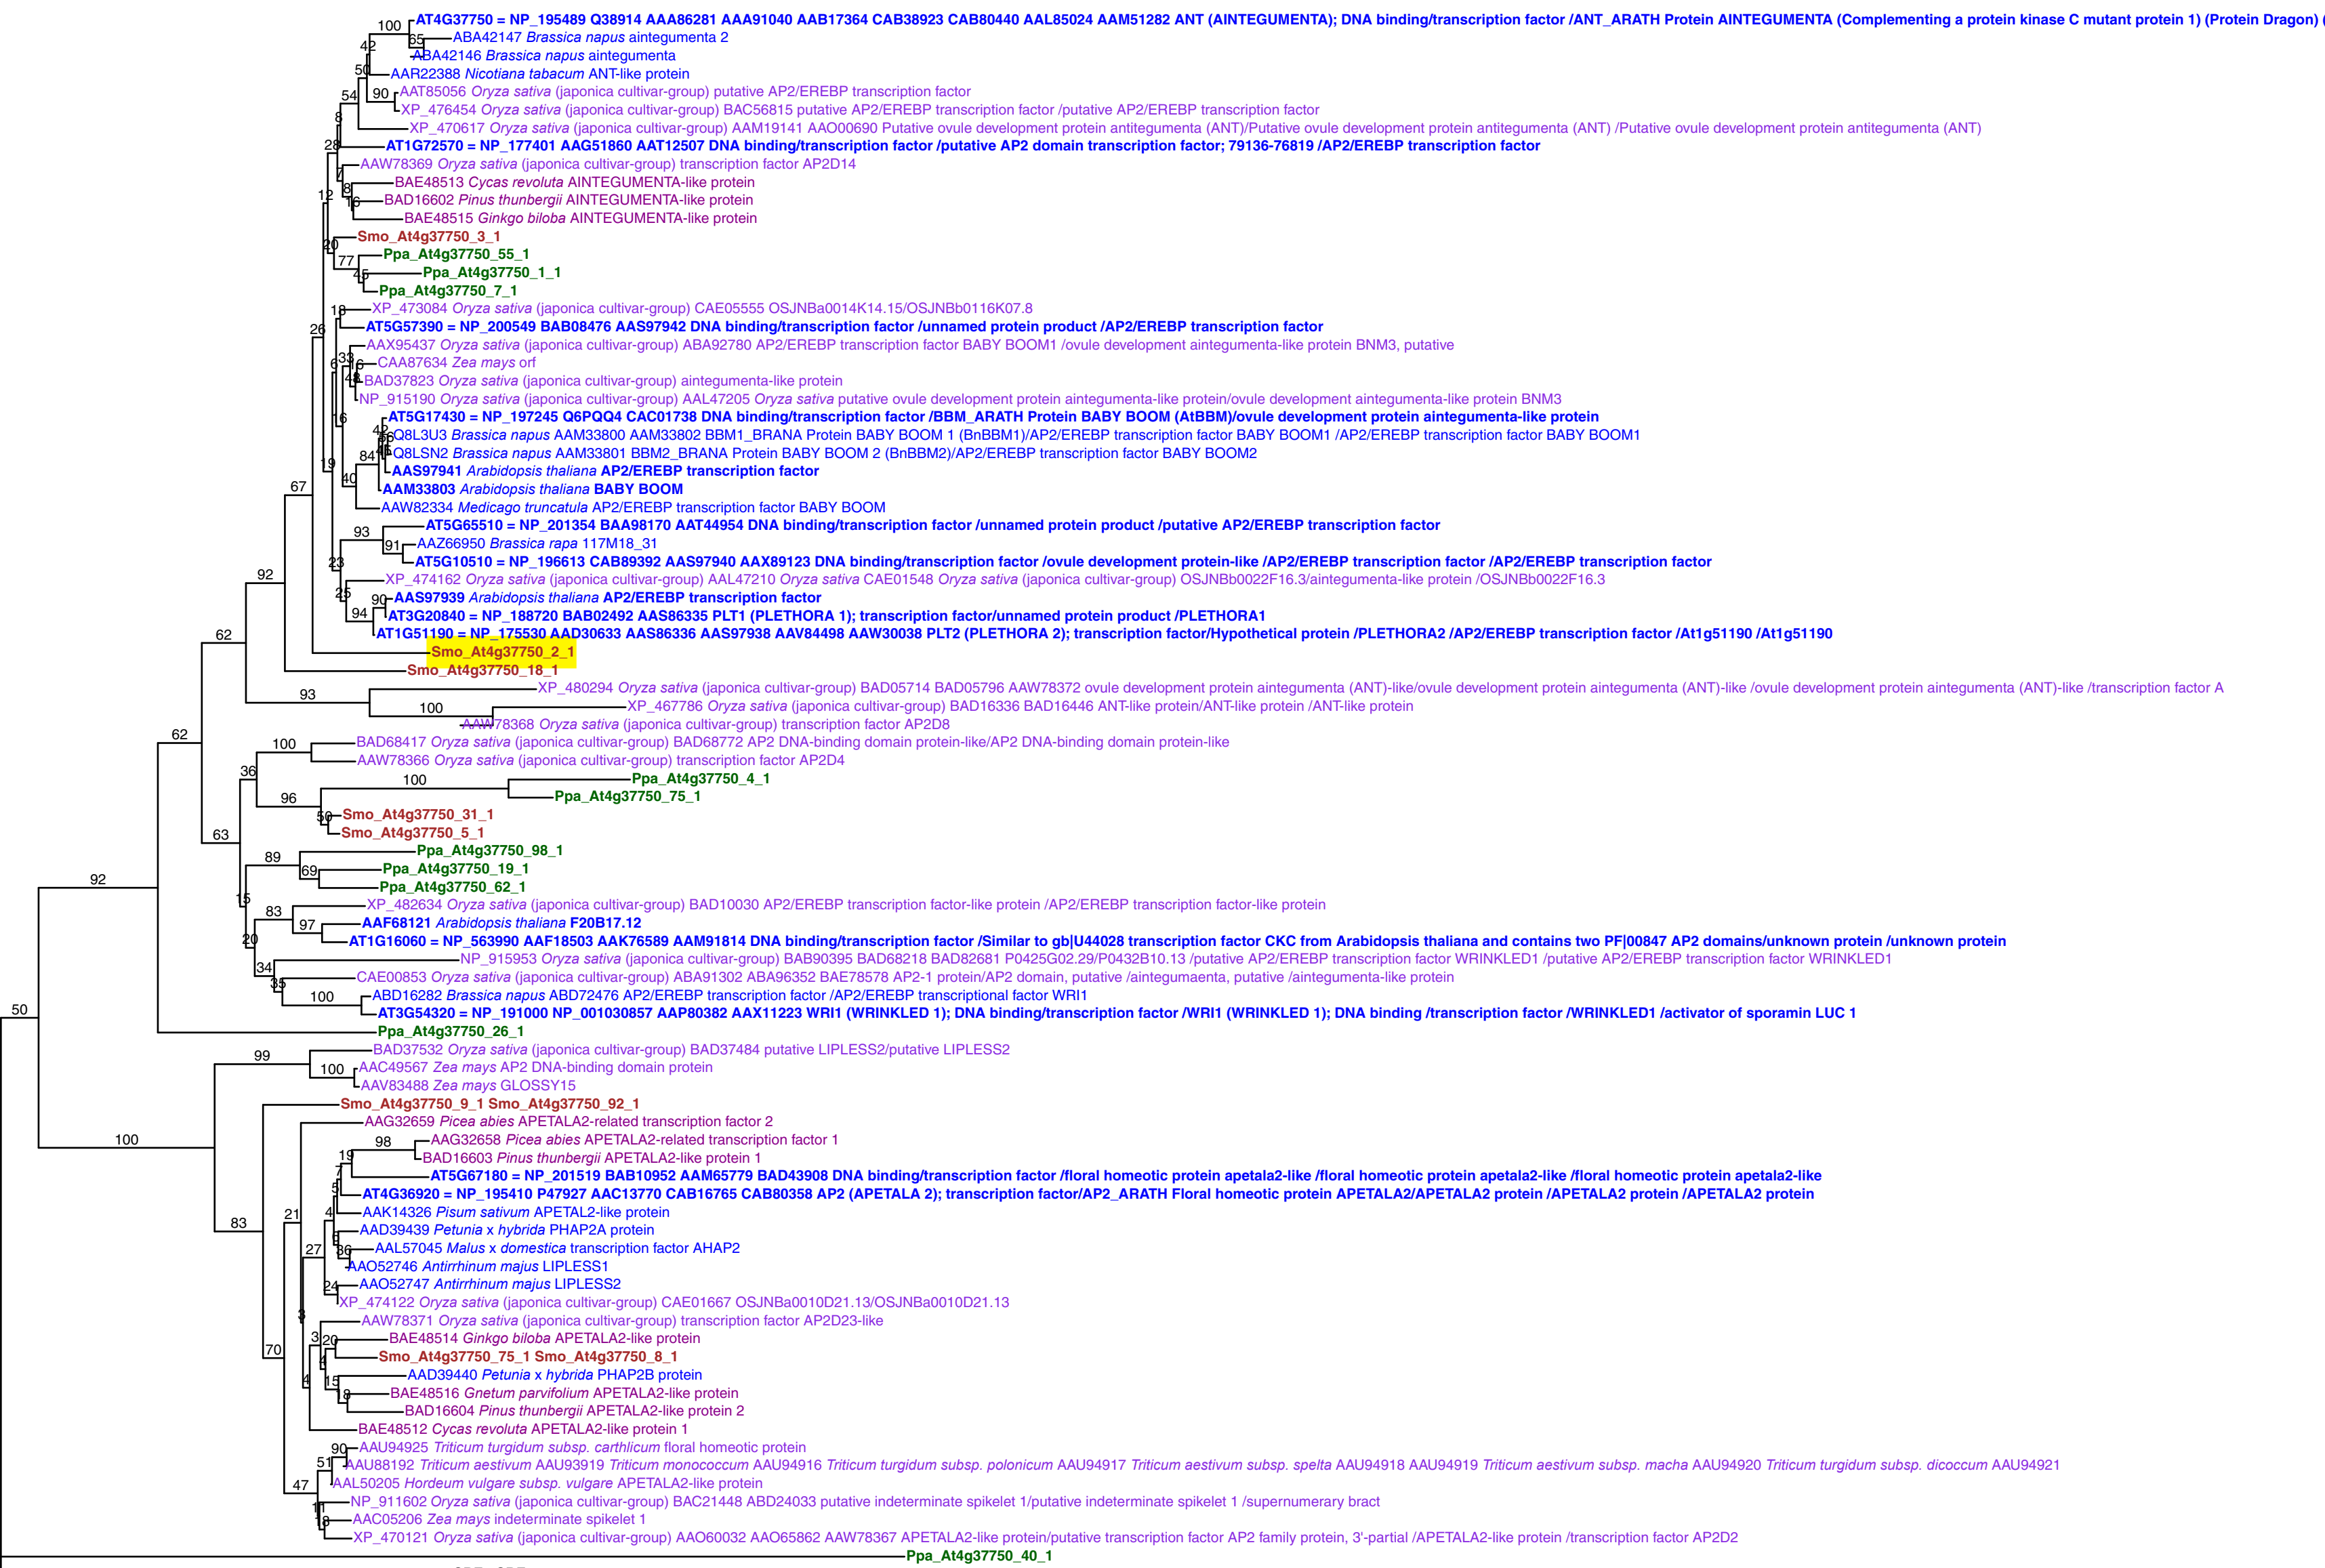 AT4G37750 = NP_195489 Q38914 AAA86281 AAA91040 AAB17364 CAB38923 CAB80440 AAL85024 AAM51282 ANT (AINTEGUMENTA); DNA binding/transcription factor /ANT_ARATH Protein AINTEGUMENTA (Complementing a protein kinase C mutant protein 1) (Protein Dragon) (
100
65
ABA42147 Brassica napus aintegumenta 2
42
ABA42146 Brassica napus aintegumenta
50
AAR22388 Nicotiana tabacum ANT-like protein
54
90
AAT85056 Oryza sativa (japonica cultivar-group) putative AP2/EREBP transcription factor
XP_476454 Oryza sativa (japonica cultivar-group) BAC56815 putative AP2/EREBP transcription factor /putative AP2/EREBP transcription factor
8
XP_470617 Oryza sativa (japonica cultivar-group) AAM19141 AAO00690 Putative ovule development protein antitegumenta (ANT)/Putative ovule development protein antitegumenta (ANT) /Putative ovule development protein antitegumenta (ANT)
28
AT1G72570 = NP_177401 AAG51860 AAT12507 DNA binding/transcription factor /putative AP2 domain transcription factor; 79136-76819 /AP2/EREBP transcription factor
AAW78369 Oryza sativa (japonica cultivar-group) transcription factor AP2D14
7
8
BAE48513 Cycas revoluta AINTEGUMENTA-like protein
12
16
BAD16602 Pinus thunbergii AINTEGUMENTA-like protein
BAE48515 Ginkgo biloba AINTEGUMENTA-like protein
Smo_At4g37750_3_1
20
Ppa_At4g37750_55_1
77
45
Ppa_At4g37750_1_1
Ppa_At4g37750_7_1
18
XP_473084 Oryza sativa (japonica cultivar-group) CAE05555 OSJNBa0014K14.15/OSJNBb0116K07.8
26
AT5G57390 = NP_200549 BAB08476 AAS97942 DNA binding/transcription factor /unnamed protein product /AP2/EREBP transcription factor
AAX95437 Oryza sativa (japonica cultivar-group) ABA92780 AP2/EREBP transcription factor BABY BOOM1 /ovule development aintegumenta-like protein BNM3, putative
6
33
16
CAA87634 Zea mays orf
48
BAD37823 Oryza sativa (japonica cultivar-group) aintegumenta-like protein
NP_915190 Oryza sativa (japonica cultivar-group) AAL47205 Oryza sativa putative ovule development protein aintegumenta-like protein/ovule development aintegumenta-like protein BNM3
16
AT5G17430 = NP_197245 Q6PQQ4 CAC01738 DNA binding/transcription factor /BBM_ARATH Protein BABY BOOM (AtBBM)/ovule development protein aintegumenta-like protein
42
Q8L3U3 Brassica napus AAM33800 AAM33802 BBM1_BRANA Protein BABY BOOM 1 (BnBBM1)/AP2/EREBP transcription factor BABY BOOM1 /AP2/EREBP transcription factor BABY BOOM1
Q8LSN2 Brassica napus AAM33801 BBM2_BRANA Protein BABY BOOM 2 (BnBBM2)/AP2/EREBP transcription factor BABY BOOM2
19
84
AAS97941 Arabidopsis thaliana AP2/EREBP transcription factor
40
67
AAM33803 Arabidopsis thaliana BABY BOOM
AAW82334 Medicago truncatula AP2/EREBP transcription factor BABY BOOM
93
AT5G65510 = NP_201354 BAA98170 AAT44954 DNA binding/transcription factor /unnamed protein product /putative AP2/EREBP transcription factor
91
AAZ66950 Brassica rapa 117M18_31
23
AT5G10510 = NP_196613 CAB89392 AAS97940 AAX89123 DNA binding/transcription factor /ovule development protein-like /AP2/EREBP transcription factor /AP2/EREBP transcription factor
92
XP_474162 Oryza sativa (japonica cultivar-group) AAL47210 Oryza sativa CAE01548 Oryza sativa (japonica cultivar-group) OSJNBb0022F16.3/aintegumenta-like protein /OSJNBb0022F16.3
25
90
AAS97939 Arabidopsis thaliana AP2/EREBP transcription factor
94
AT3G20840 = NP_188720 BAB02492 AAS86335 PLT1 (PLETHORA 1); transcription factor/unnamed protein product /PLETHORA1
62
AT1G51190 = NP_175530 AAD30633 AAS86336 AAS97938 AAV84498 AAW30038 PLT2 (PLETHORA 2); transcription factor/Hypothetical protein /PLETHORA2 /AP2/EREBP transcription factor /At1g51190 /At1g51190
Smo_At4g37750_2_1
Smo_At4g37750_18_1
93
XP_480294 Oryza sativa (japonica cultivar-group) BAD05714 BAD05796 AAW78372 ovule development protein aintegumenta (ANT)-like/ovule development protein aintegumenta (ANT)-like /ovule development protein aintegumenta (ANT)-like /transcription factor A
100
XP_467786 Oryza sativa (japonica cultivar-group) BAD16336 BAD16446 ANT-like protein/ANT-like protein /ANT-like protein
AAW78368 Oryza sativa (japonica cultivar-group) transcription factor AP2D8
62
100
BAD68417 Oryza sativa (japonica cultivar-group) BAD68772 AP2 DNA-binding domain protein-like/AP2 DNA-binding domain protein-like
AAW78366 Oryza sativa (japonica cultivar-group) transcription factor AP2D4
36
100
Ppa_At4g37750_4_1
96
Ppa_At4g37750_75_1
50
Smo_At4g37750_31_1
63
Smo_At4g37750_5_1
89
Ppa_At4g37750_98_1
69
Ppa_At4g37750_19_1
92
Ppa_At4g37750_62_1
15
83
XP_482634 Oryza sativa (japonica cultivar-group) BAD10030 AP2/EREBP transcription factor-like protein /AP2/EREBP transcription factor-like protein
97
AAF68121 Arabidopsis thaliana F20B17.12
20
AT1G16060 = NP_563990 AAF18503 AAK76589 AAM91814 DNA binding/transcription factor /Similar to gb|U44028 transcription factor CKC from Arabidopsis thaliana and contains two PF|00847 AP2 domains/unknown protein /unknown protein
34
NP_915953 Oryza sativa (japonica cultivar-group) BAB90395 BAD68218 BAD82681 P0425G02.29/P0432B10.13 /putative AP2/EREBP transcription factor WRINKLED1 /putative AP2/EREBP transcription factor WRINKLED1
35
CAE00853 Oryza sativa (japonica cultivar-group) ABA91302 ABA96352 BAE78578 AP2-1 protein/AP2 domain, putative /aintegumaenta, putative /aintegumenta-like protein
100
ABD16282 Brassica napus ABD72476 AP2/EREBP transcription factor /AP2/EREBP transcriptional factor WRI1
50
AT3G54320 = NP_191000 NP_001030857 AAP80382 AAX11223 WRI1 (WRINKLED 1); DNA binding/transcription factor /WRI1 (WRINKLED 1); DNA binding /transcription factor /WRINKLED1 /activator of sporamin LUC 1
Ppa_At4g37750_26_1
99
BAD37532 Oryza sativa (japonica cultivar-group) BAD37484 putative LIPLESS2/putative LIPLESS2
100
AAC49567 Zea mays AP2 DNA-binding domain protein
AAV83488 Zea mays GLOSSY15
Smo_At4g37750_9_1 Smo_At4g37750_92_1
AAG32659 Picea abies APETALA2-related transcription factor 2
100
98
AAG32658 Picea abies APETALA2-related transcription factor 1
19
BAD16603 Pinus thunbergii APETALA2-like protein 1
7
AT5G67180 = NP_201519 BAB10952 AAM65779 BAD43908 DNA binding/transcription factor /floral homeotic protein apetala2-like /floral homeotic protein apetala2-like /floral homeotic protein apetala2-like
5
AT4G36920 = NP_195410 P47927 AAC13770 CAB16765 CAB80358 AP2 (APETALA 2); transcription factor/AP2_ARATH Floral homeotic protein APETALA2/APETALA2 protein /APETALA2 protein /APETALA2 protein
21
4
AAK14326 Pisum sativum APETAL2-like protein
83
AAD39439 Petunia x hybrida PHAP2A protein
27
36
AAL57045 Malus x domestica transcription factor AHAP2
AAO52746 Antirrhinum majus LIPLESS1
24
AAO52747 Antirrhinum majus LIPLESS2
XP_474122 Oryza sativa (japonica cultivar-group) CAE01667 OSJNBa0010D21.13/OSJNBa0010D21.13
3
AAW78371 Oryza sativa (japonica cultivar-group) transcription factor AP2D23-like
3
20
BAE48514 Ginkgo biloba APETALA2-like protein
70
4
Smo_At4g37750_75_1 Smo_At4g37750_8_1
4
15
AAD39440 Petunia x hybrida PHAP2B protein
18
BAE48516 Gnetum parvifolium APETALA2-like protein
BAD16604 Pinus thunbergii APETALA2-like protein 2
BAE48512 Cycas revoluta APETALA2-like protein 1
90
AAU94925 Triticum turgidum subsp. carthlicum floral homeotic protein
51
AAU88192 Triticum aestivum AAU93919 Triticum monococcum AAU94916 Triticum turgidum subsp. polonicum AAU94917 Triticum aestivum subsp. spelta AAU94918 AAU94919 Triticum aestivum subsp. macha AAU94920 Triticum turgidum subsp. dicoccum AAU94921
47
AAL50205 Hordeum vulgare subsp. vulgare APETALA2-like protein
11
NP_911602 Oryza sativa (japonica cultivar-group) BAC21448 ABD24033 putative indeterminate spikelet 1/putative indeterminate spikelet 1 /supernumerary bract
18
AAC05206 Zea mays indeterminate spikelet 1
XP_470121 Oryza sativa (japonica cultivar-group) AAO60032 AAO65862 AAW78367 APETALA2-like protein/putative transcription factor AP2 family protein, 3'-partial /APETALA2-like protein /transcription factor AP2D2
Ppa_At4g37750_40_1